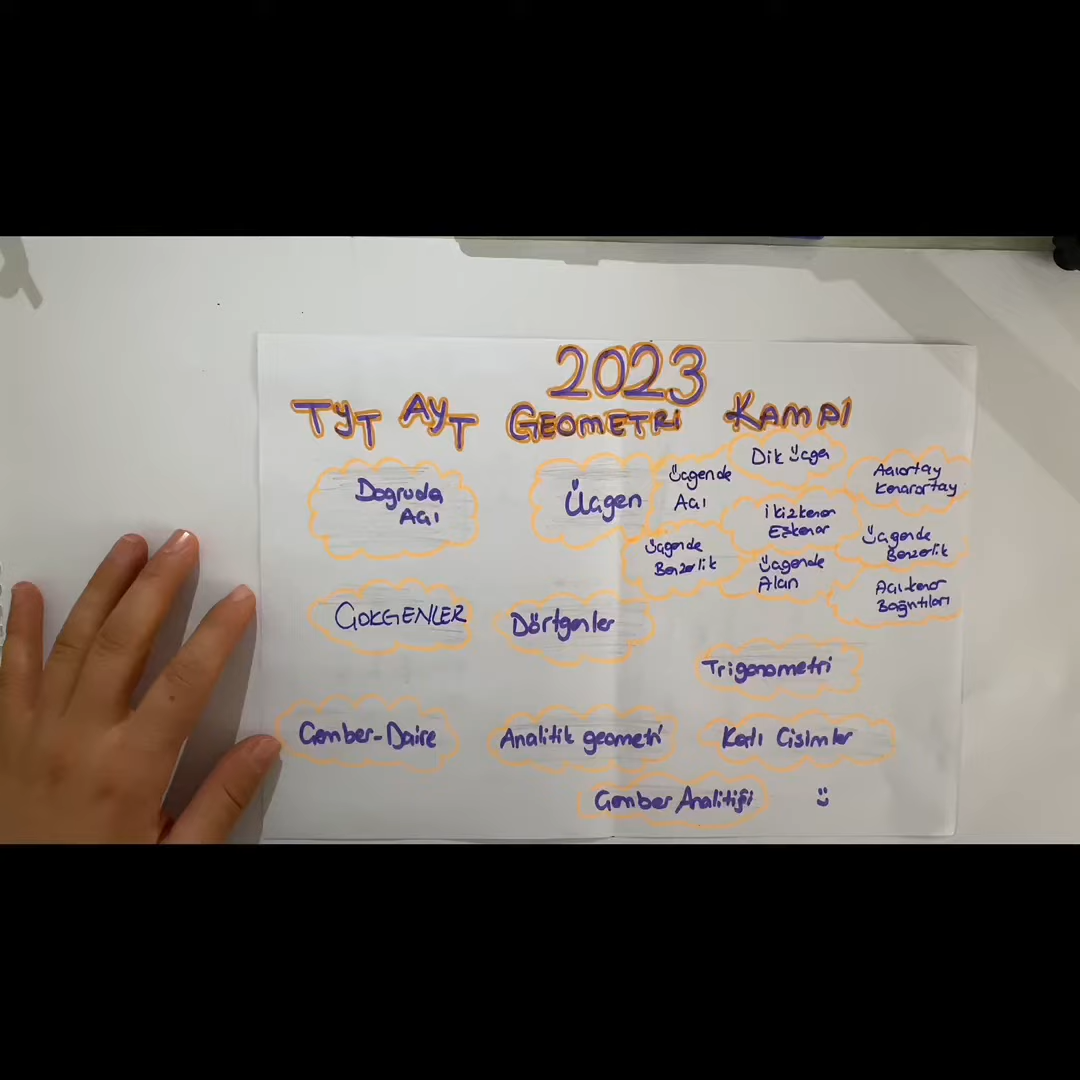 2023
TYT AYT GEOMETRİ KAMPI
Doğruda
Açı
Üçgen
Üçgende
Açı
Dik Üçgen
Açıortay
Kenarortay
İkizkenar
Eşkenar
Üçgende
Benzerlik
Üçgende
Benzerlik
Üçgende
Alan
Açı kenar
Bağıntıları
ÇOKGENLER
Dörtgenler
Trigonometri
Çember-Daire
Analitik geometri
Katı Cisimler
Çember Analitiği